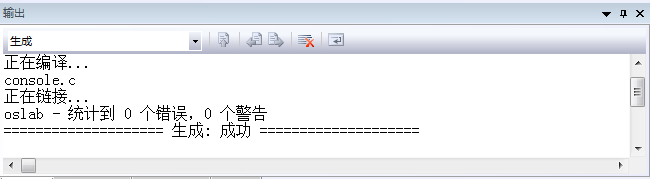 输出
生成
正在编译...
console.c
正在链接...
oslab - 统计到 0 个错误，0 个警告
==================== 生成: 成功 ====================